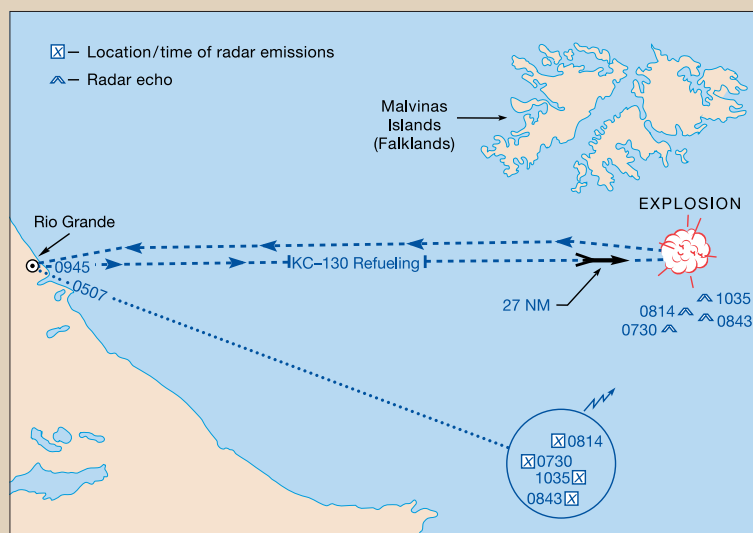 X – Location/time of radar emissions
– Radar echo
Malvinas
Islands
(Falklands)
EXPLOSION
Rio Grande
0945
KC–130 Refueling
0507
27 NM
1035
0814
0843
0730
X 0814
X 0730
1035 X
0843 X